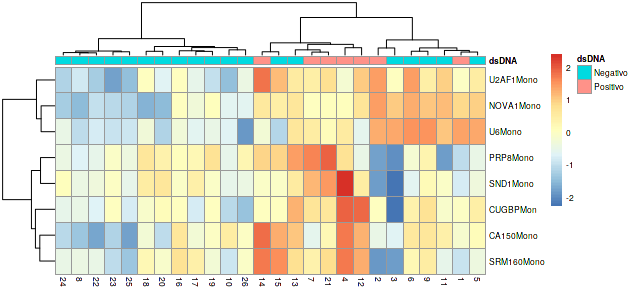 dsDNA
U2AF1Mono
NOVA1Mono
U6Mono
PRP8Mono
SND1Mono
CUGBPMono
CA150Mono
SRM160Mono
24 8 22 23 25 18 20 16 17 19 10 26 14 15 13 7 21 4 12 2 3 6 9 11 1 5
2
1
0
-1
-2
dsDNA
Negativo
Positivo